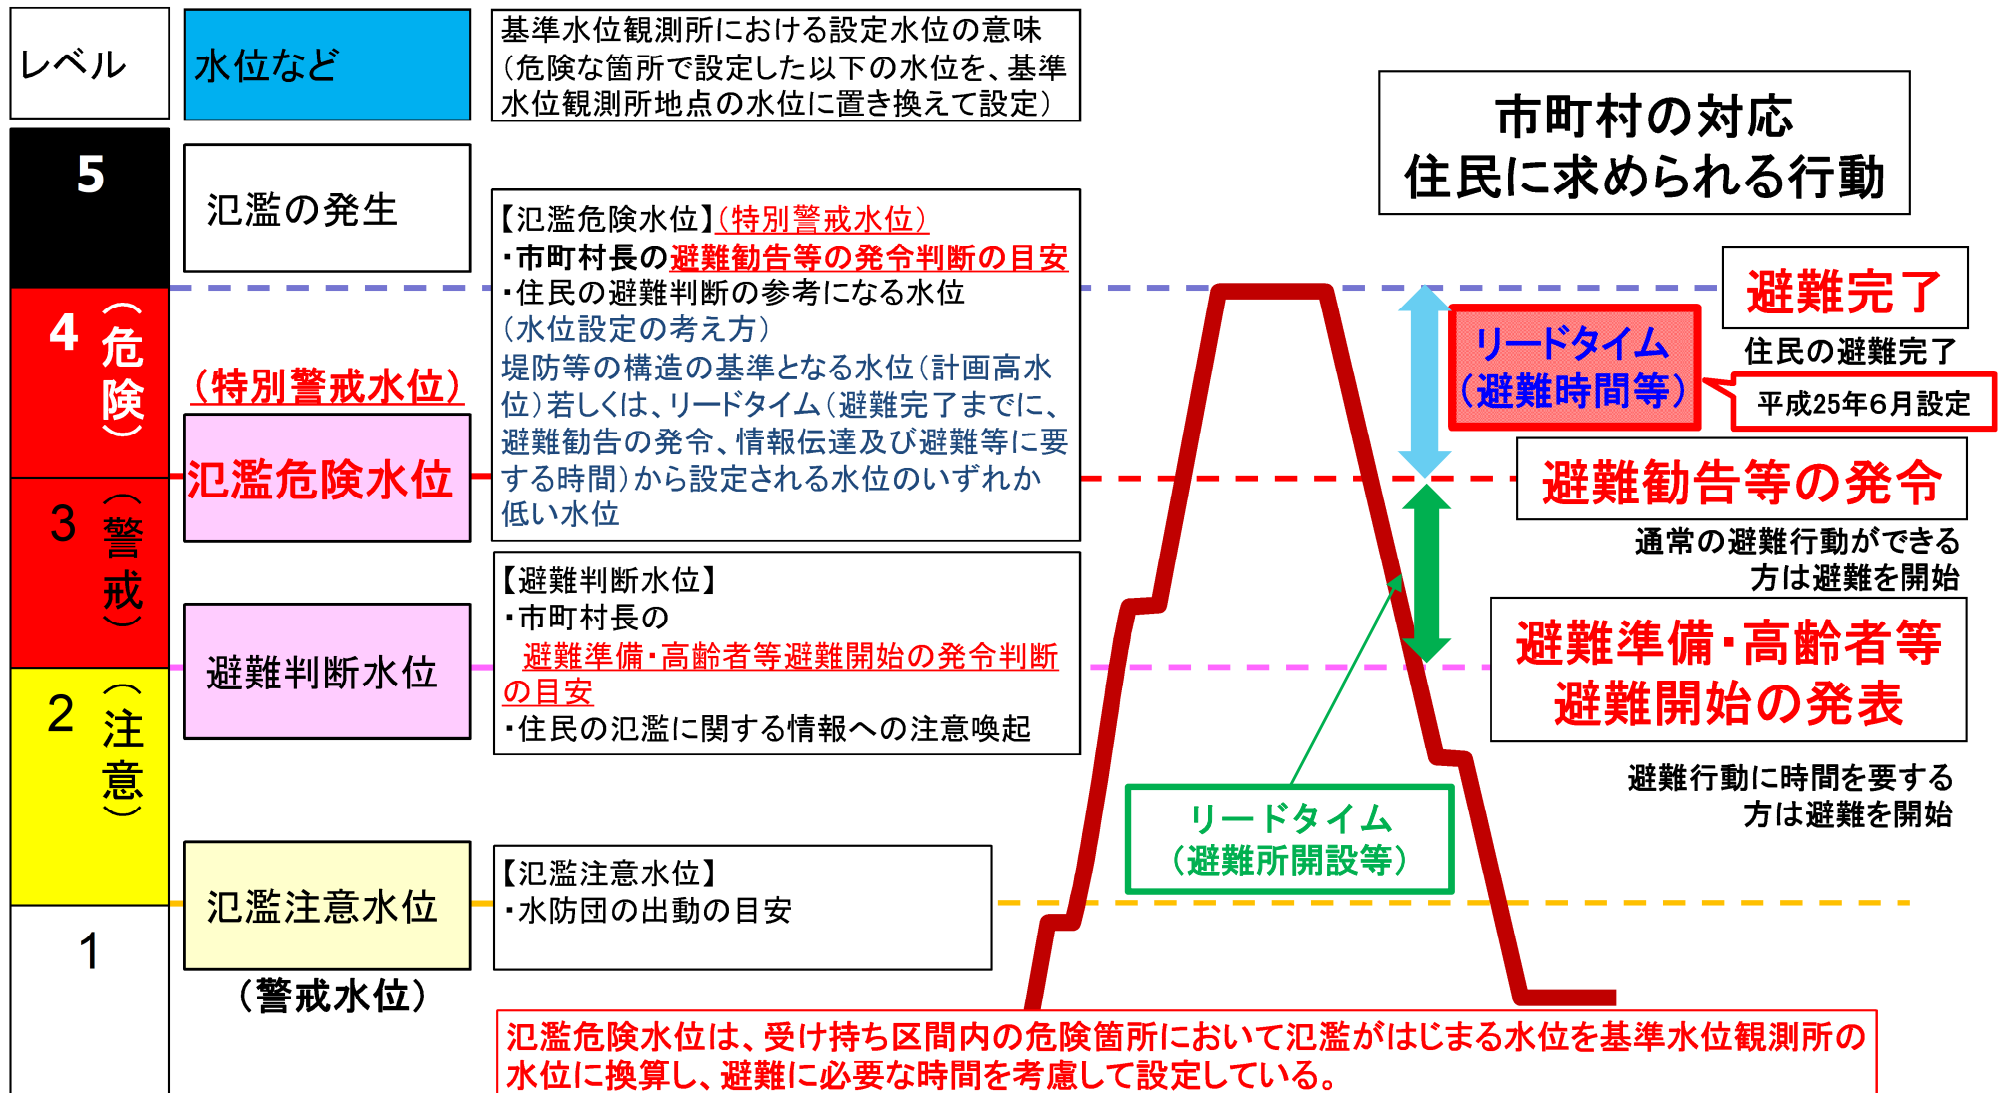 レベル
水位など
基準水位観測所における設定水位の意味
(危険な箇所で設定した以下の水位を、基準
水位観測所地点の水位に置き換えて設定)
市町村の対応
住民に求められる行動
5
氾濫の発生
4
(危険)
(特別警戒水位)
氾濫危険水位
3
(警戒)
避難判断水位
2
(注意)
氾濫注意水位
(警戒水位)
1
【氾濫危険水位】(特別警戒水位)
・市町村長の避難勧告等の発令判断の目安
・住民の避難判断の参考になる水位
(水位設定の考え方)
堤防等の構造の基準となる水位(計画高水
位)若しくは、リードタイム(避難完了までに、
避難勧告の発令、情報伝達及び避難等に要
する時間)から設定される水位のいずれか
低い水位
【避難判断水位】
・市町村長の
避難準備・高齢者等避難開始の発令判断
の目安
・住民の氾濫に関する情報への注意喚起
【氾濫注意水位】
・水防団の出動の目安
避難完了
住民の避難完了
リードタイム
(避難時間等)
平成25年6月設定
避難勧告等の発令
通常の避難行動ができる
方は避難を開始
避難準備・高齢者等
避難開始の発表
避難行動に時間を要する
方は避難を開始
リードタイム
(避難所開設等)
氾濫危険水位は、受け持ち区間内の危険箇所において氾濫がはじまる水位を基準水位観測所の
水位に換算し、避難に必要な時間を考慮して設定している。